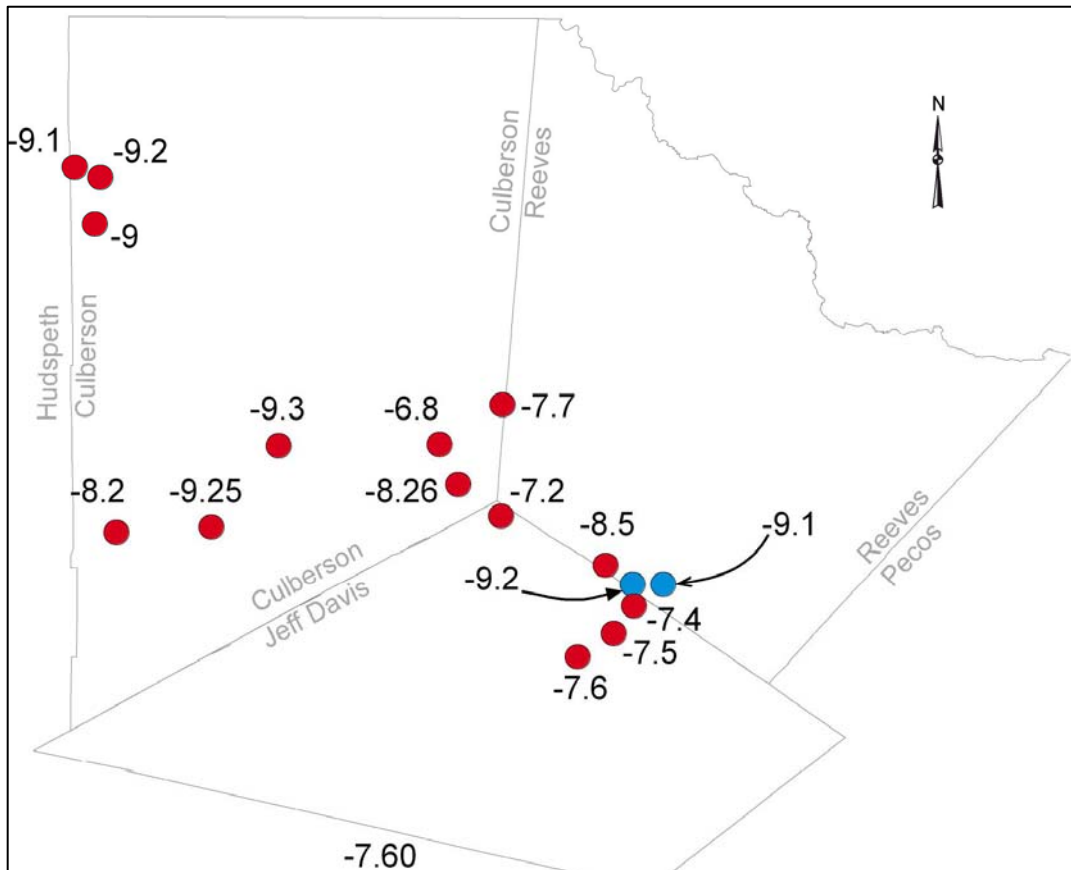 N
-9.1
-9.2
-9
Culberson
Reeves
Hudspeth
Culberson
-7.7
-9.3
-6.8
-8.2
-9.25
-8.26
-7.2
-8.5
-9.1
-9.2
Reeves
Pecos
Culberson
Jeff Davis
-7.4
-7.5
-7.6
-7.60